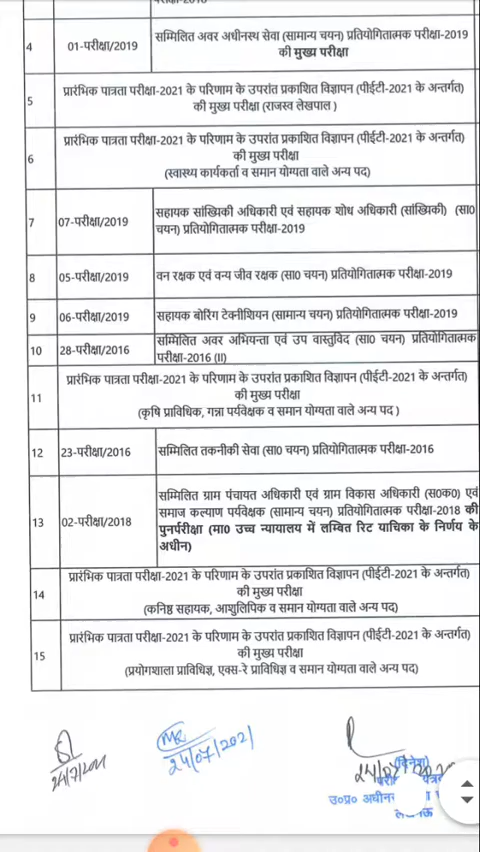 4 01-परीक्षा/2019 सम्मिलित अवर अधीनस्थ सेवा (सामान्य चयन) प्रतियोगितात्मक परीक्षा-2019
की मुख्य परीक्षा
5 प्रारंभिक पात्रता परीक्षा-2021 के परिणाम के उपरांत प्रकाशित विज्ञापन (पीईटी-2021 के अन्तर्गत)
की मुख्य परीक्षा (राजस्व लेखपाल )
6 प्रारंभिक पात्रता परीक्षा-2021 के परिणाम के उपरांत प्रकाशित विज्ञापन (पीईटी-2021 के अन्तर्गत)
की मुख्य परीक्षा
(स्वास्थ्य कार्यकर्ता व समान योग्यता वाले अन्य पद)
7 07-परीक्षा/2019 सहायक सांख्यिकी अधिकारी एवं सहायक शोध अधिकारी (सांख्यिकी) (सा0
चयन) प्रतियोगितात्मक परीक्षा-2019
8 05-परीक्षा/2019 वन रक्षक एवं वन्य जीव रक्षक (सा0 चयन) प्रतियोगितात्मक परीक्षा-2019
9 06-परीक्षा/2019 सहायक बोरिंग टेक्नीशियन (सामान्य चयन) प्रतियोगितात्मक परीक्षा-2019
10 28-परीक्षा/2016 सम्मिलित अवर अभियन्ता एवं उप वास्तुविद (सा0 चयन) प्रतियोगितात्मक
परीक्षा-2016 (II)
11 प्रारंभिक पात्रता परीक्षा-2021 के परिणाम के उपरांत प्रकाशित विज्ञापन (पीईटी-2021 के अन्तर्गत)
की मुख्य परीक्षा
(कृषि प्राविधिक, गन्ना पर्यवेक्षक व समान योग्यता वाले अन्य पद )
12 23-परीक्षा/2016 सम्मिलित तकनीकी सेवा (सा0 चयन) प्रतियोगितात्मक परीक्षा-2016
13 02-परीक्षा/2018 सम्मिलित ग्राम पंचायत अधिकारी एवं ग्राम विकास अधिकारी (स0क0) एवं
समाज कल्याण पर्यवेक्षक (सामान्य चयन) प्रतियोगितात्मक परीक्षा-2018 की
पुनर्परीक्षा (मा0 उच्च न्यायालय में लम्बित रिट याचिका के निर्णय के
अधीन)
14 प्रारंभिक पात्रता परीक्षा-2021 के परिणाम के उपरांत प्रकाशित विज्ञापन (पीईटी-2021 के अन्तर्गत)
की मुख्य परीक्षा
(कनिष्ठ सहायक, आशुलिपिक व समान योग्यता वाले अन्य पद)
15 प्रारंभिक पात्रता परीक्षा-2021 के परिणाम के उपरांत प्रकाशित विज्ञापन (पीईटी-2021 के अन्तर्गत)
की मुख्य परीक्षा
(प्रयोगशाला प्राविधिज्ञ, एक्स-रे प्राविधिज्ञ व समान योग्यता वाले अन्य पद)
24/7/2021 24/07/2021
(दिनेश)
उ०प्र० अधीन